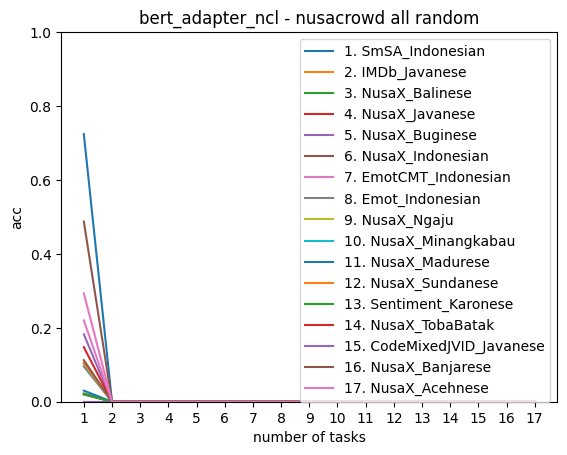 bert_adapter_ncl - nusacrowd all random
acc
1.0
0.8
0.6
0.4
0.2
0.0
1. SmSA_Indonesian
2. IMDb_Javanese
3. NusaX_Balinese
4. NusaX_Javanese
5. NusaX_Buginese
6. NusaX_Indonesian
7. EmotCMT_Indonesian
8. Emot_Indonesian
9. NusaX_Ngaju
10. NusaX_Minangkabau
11. NusaX_Madurese
12. NusaX_Sundanese
13. Sentiment_Karonese
14. NusaX_TobaBatak
15. CodeMixedJVID_Javanese
16. NusaX_Banjarese
17. NusaX_Acehnese
1 2 3 4 5 6 7 8 9 10 11 12 13 14 15 16 17
number of tasks